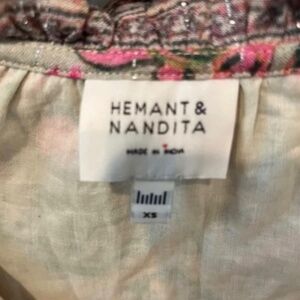 HEMANT &
NANDITA
MADE IN INDIA
XS